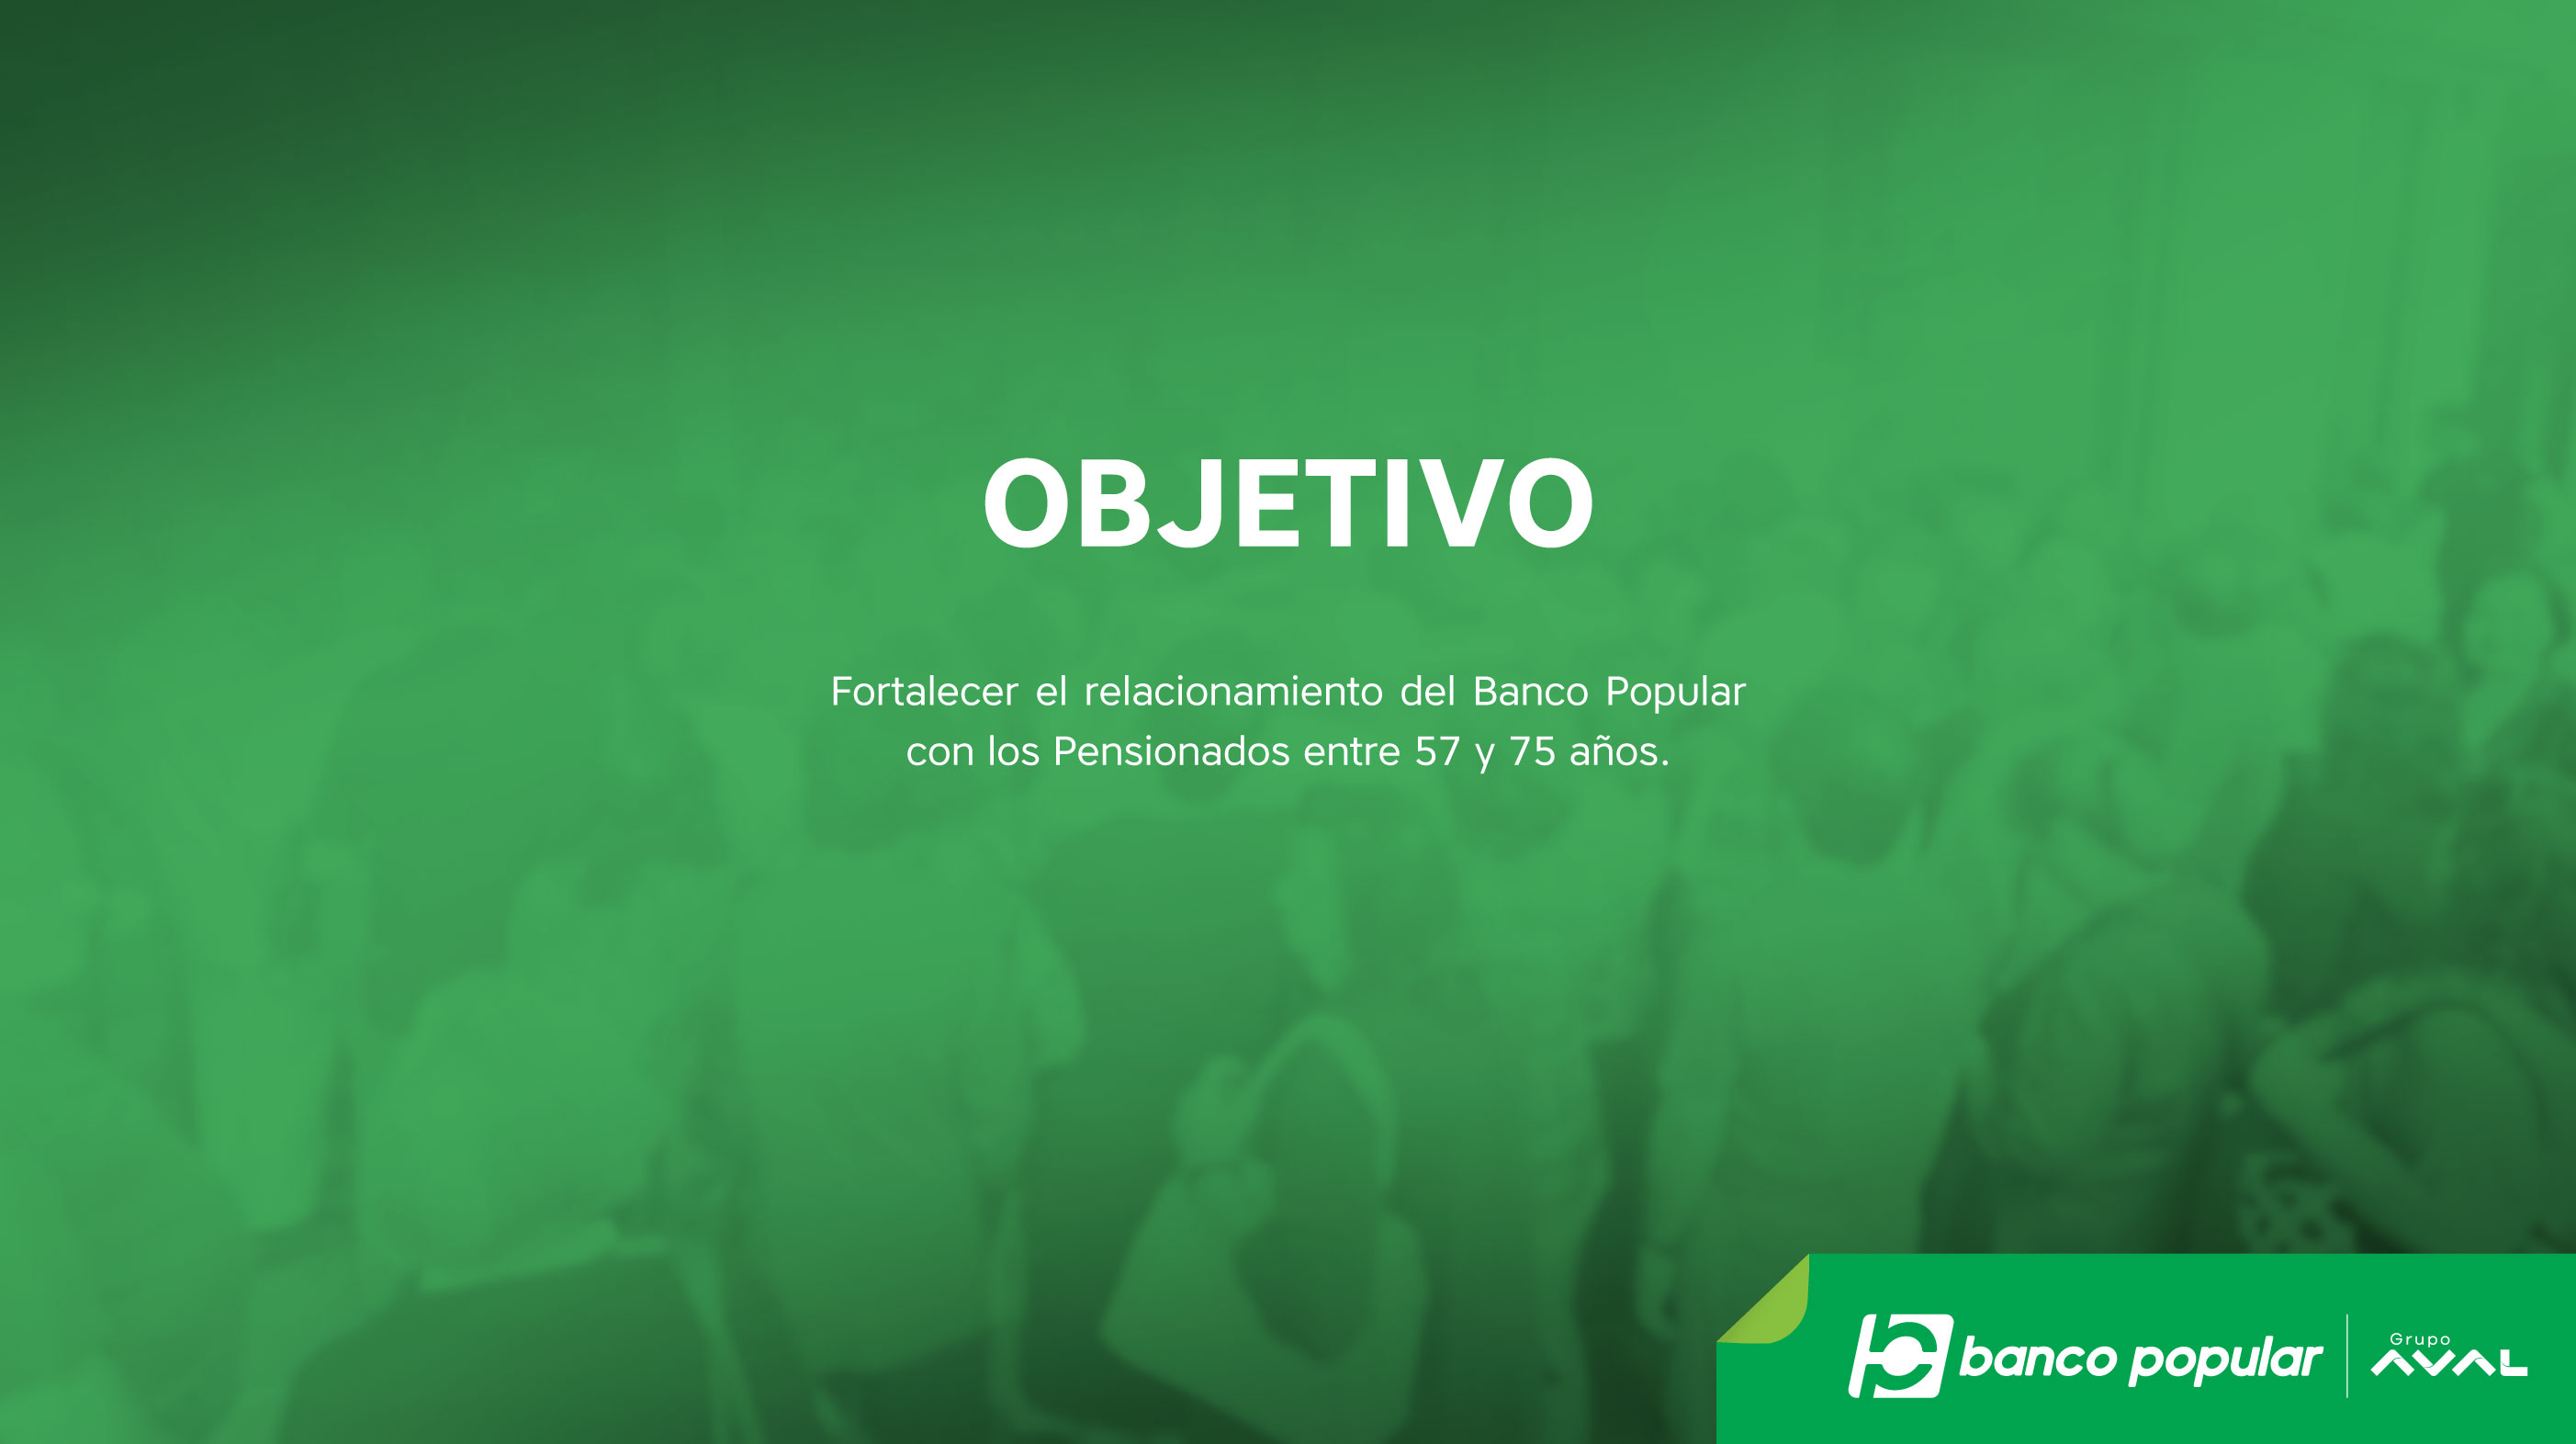 OBJETIVO
Fortalecer el relacionamiento del Banco Popular
con los Pensionados entre 57 y 75 años.
banco popular
Grupo
AVAL